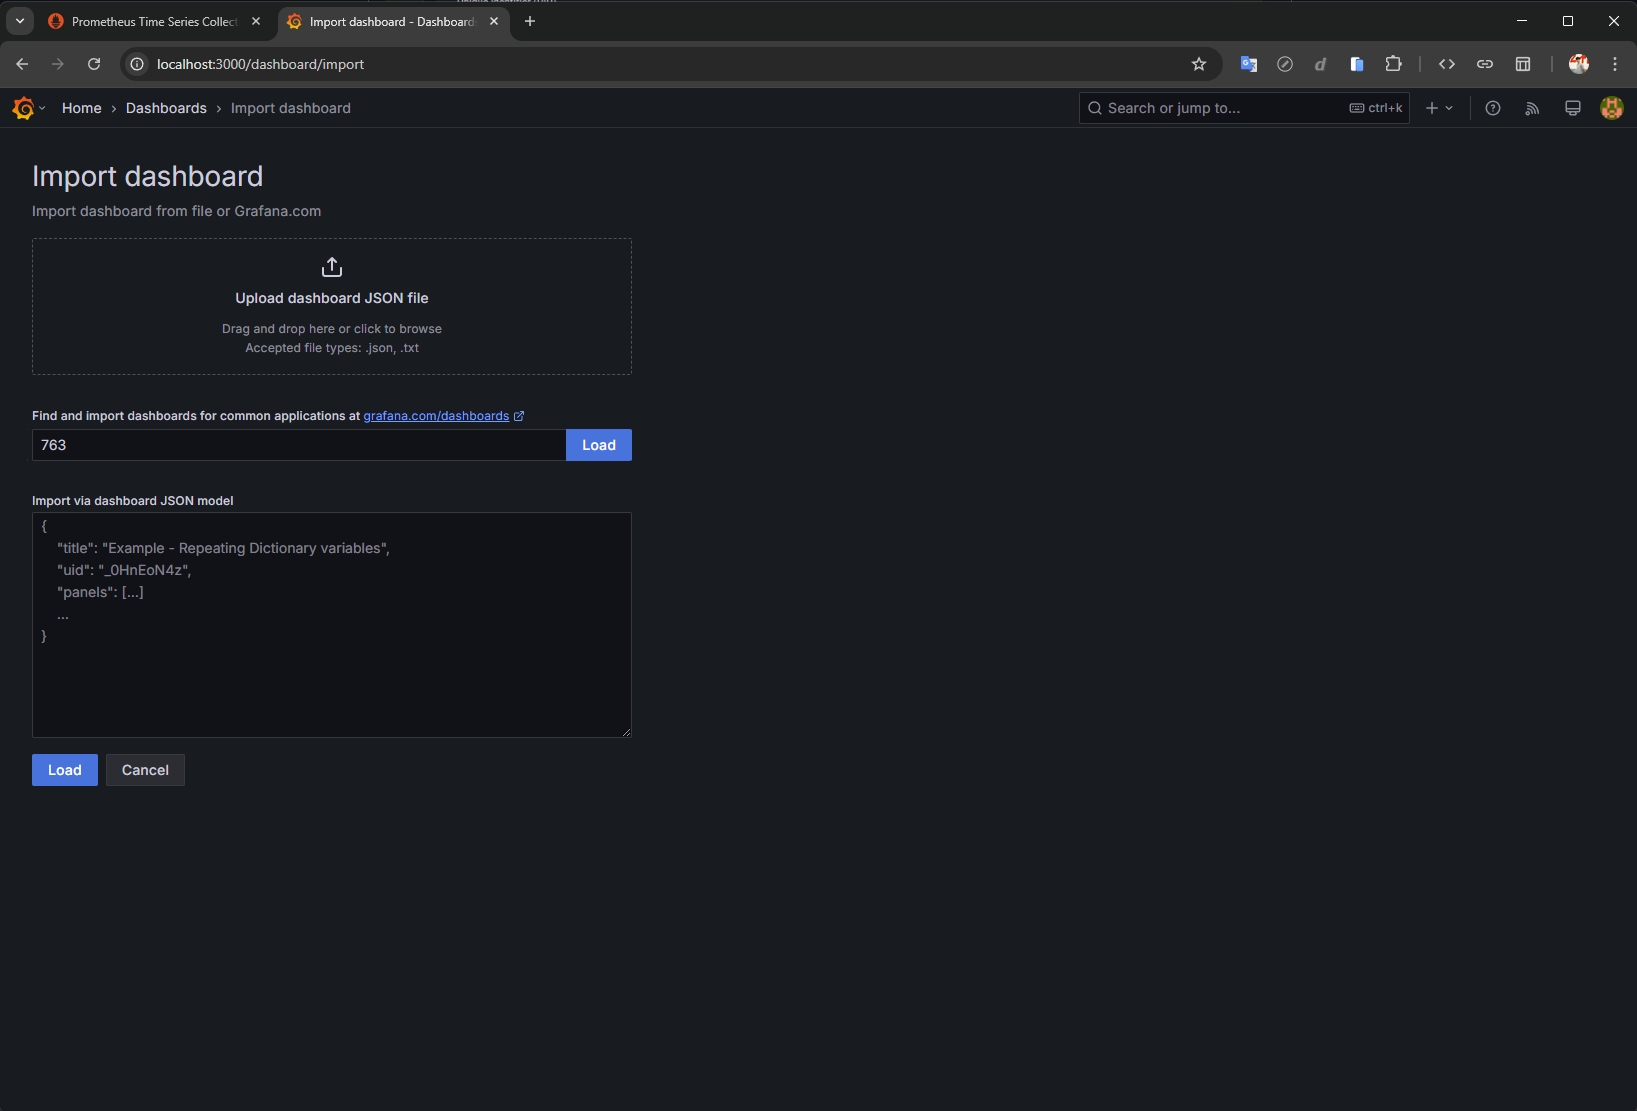 Prometheus Time Series Collect
Import dashboard - Dashboards
localhost:3000/dashboard/import
Home › Dashboards › Import dashboard
Search or jump to...
ctrl+k
Import dashboard
Import dashboard from file or Grafana.com
Upload dashboard JSON file
Drag and drop here or click to browse
Accepted file types: .json, .txt
Find and import dashboards for common applications at grafana.com/dashboards
763
Load
Import via dashboard JSON model
{
"title": "Example - Repeating Dictionary variables",
"uid": "_0HnEoN4z",
"panels": [...]
...
}
Load
Cancel